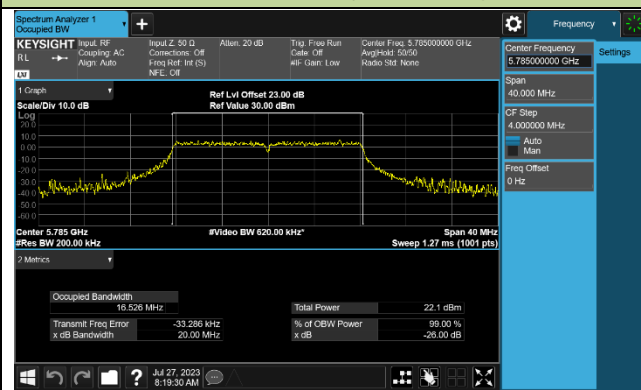 Spectrum Analyzer 1
Occupied BW
Frequency
KEYSIGHT
RL
LXI
Input: RF
Coupling: AC
Align: Auto
Input Z: 50 Ω
Corrections: Off
Freq Ref: Int (S)
NFE: Off
Atten: 20 dB
Trig: Free Run
Gate: Off
#IF Gain: Low
Center Freq: 5.785000000 GHz
Avg|Hold: 50/50
Radio Std: None
Center Frequency
5.785000000 GHz
Settings
Span
40.000 MHz
CF Step
4.000000 MHz
Auto
Man
Freq Offset
0 Hz
1 Graph
Scale/Div 10.0 dB
Ref Lvl Offset 23.00 dB
Ref Value 30.00 dBm
Log
20.0
10.0
0.00
-10.0
-20.0
-30.0
-40.0
-50.0
-60.0
Center 5.785 GHz
#Video BW 620.00 kHz*
Span 40 MHz
#Res BW 200.00 kHz
Sweep 1.27 ms (1001 pts)
2 Metrics
Occupied Bandwidth
16.526 MHz
Total Power 22.1 dBm
Transmit Freq Error -33.286 kHz
% of OBW Power 99.00 %
x dB Bandwidth 20.00 MHz
x dB -26.00 dB
?
Jul 27, 2023
8:19:30 AM